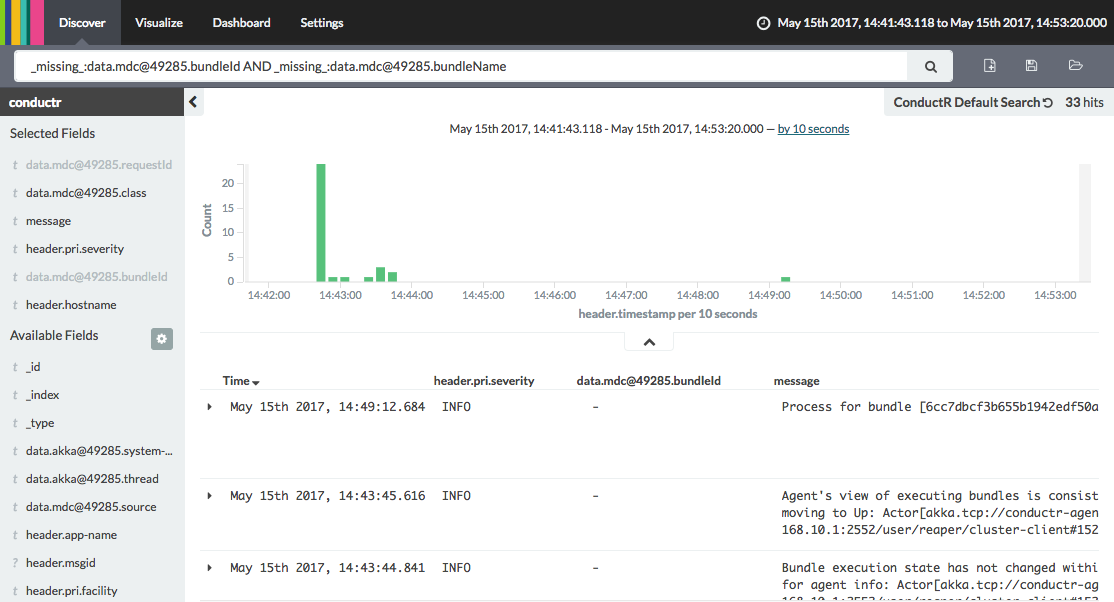 Discover Visualize Dashboard Settings May 15th 2017, 14:41:43.118 to May 15th 2017, 14:53:20.000
_missing_:data.mdc@49285.bundleId AND _missing_:data.mdc@49285.bundleName
conductr
ConductR Default Search 33 hits
Selected Fields
t data.mdc@49285.requestId
t data.mdc@49285.class
t message
t header.pri.severity
t data.mdc@49285.bundleId
t header.hostname
Available Fields
t _id
t _index
t _type
t data.akka@49285.system-...
t data.akka@49285.thread
t data.mdc@49285.source
t header.app-name
? header.msgid
t header.pri.facility
May 15th 2017, 14:41:43.118 - May 15th 2017, 14:53:20.000 — by 10 seconds
Count
20
15
10
5
0
14:42:00 14:43:00 14:44:00 14:45:00 14:46:00 14:47:00 14:48:00 14:49:00 14:50:00 14:51:00 14:52:00 14:53:00
header.timestamp per 10 seconds
Time header.pri.severity data.mdc@49285.bundleId message
May 15th 2017, 14:49:12.684 INFO - Process for bundle [6cc7dbcf3b655b1942edf50a
May 15th 2017, 14:43:45.616 INFO - Agent's view of executing bundles is consist
moving to Up: Actor[akka.tcp://conductr-agen
168.10.1:2552/user/reaper/cluster-client#152
May 15th 2017, 14:43:44.841 INFO - Bundle execution state has not changed withi
for agent info: Actor[akka.tcp://conductr-ag